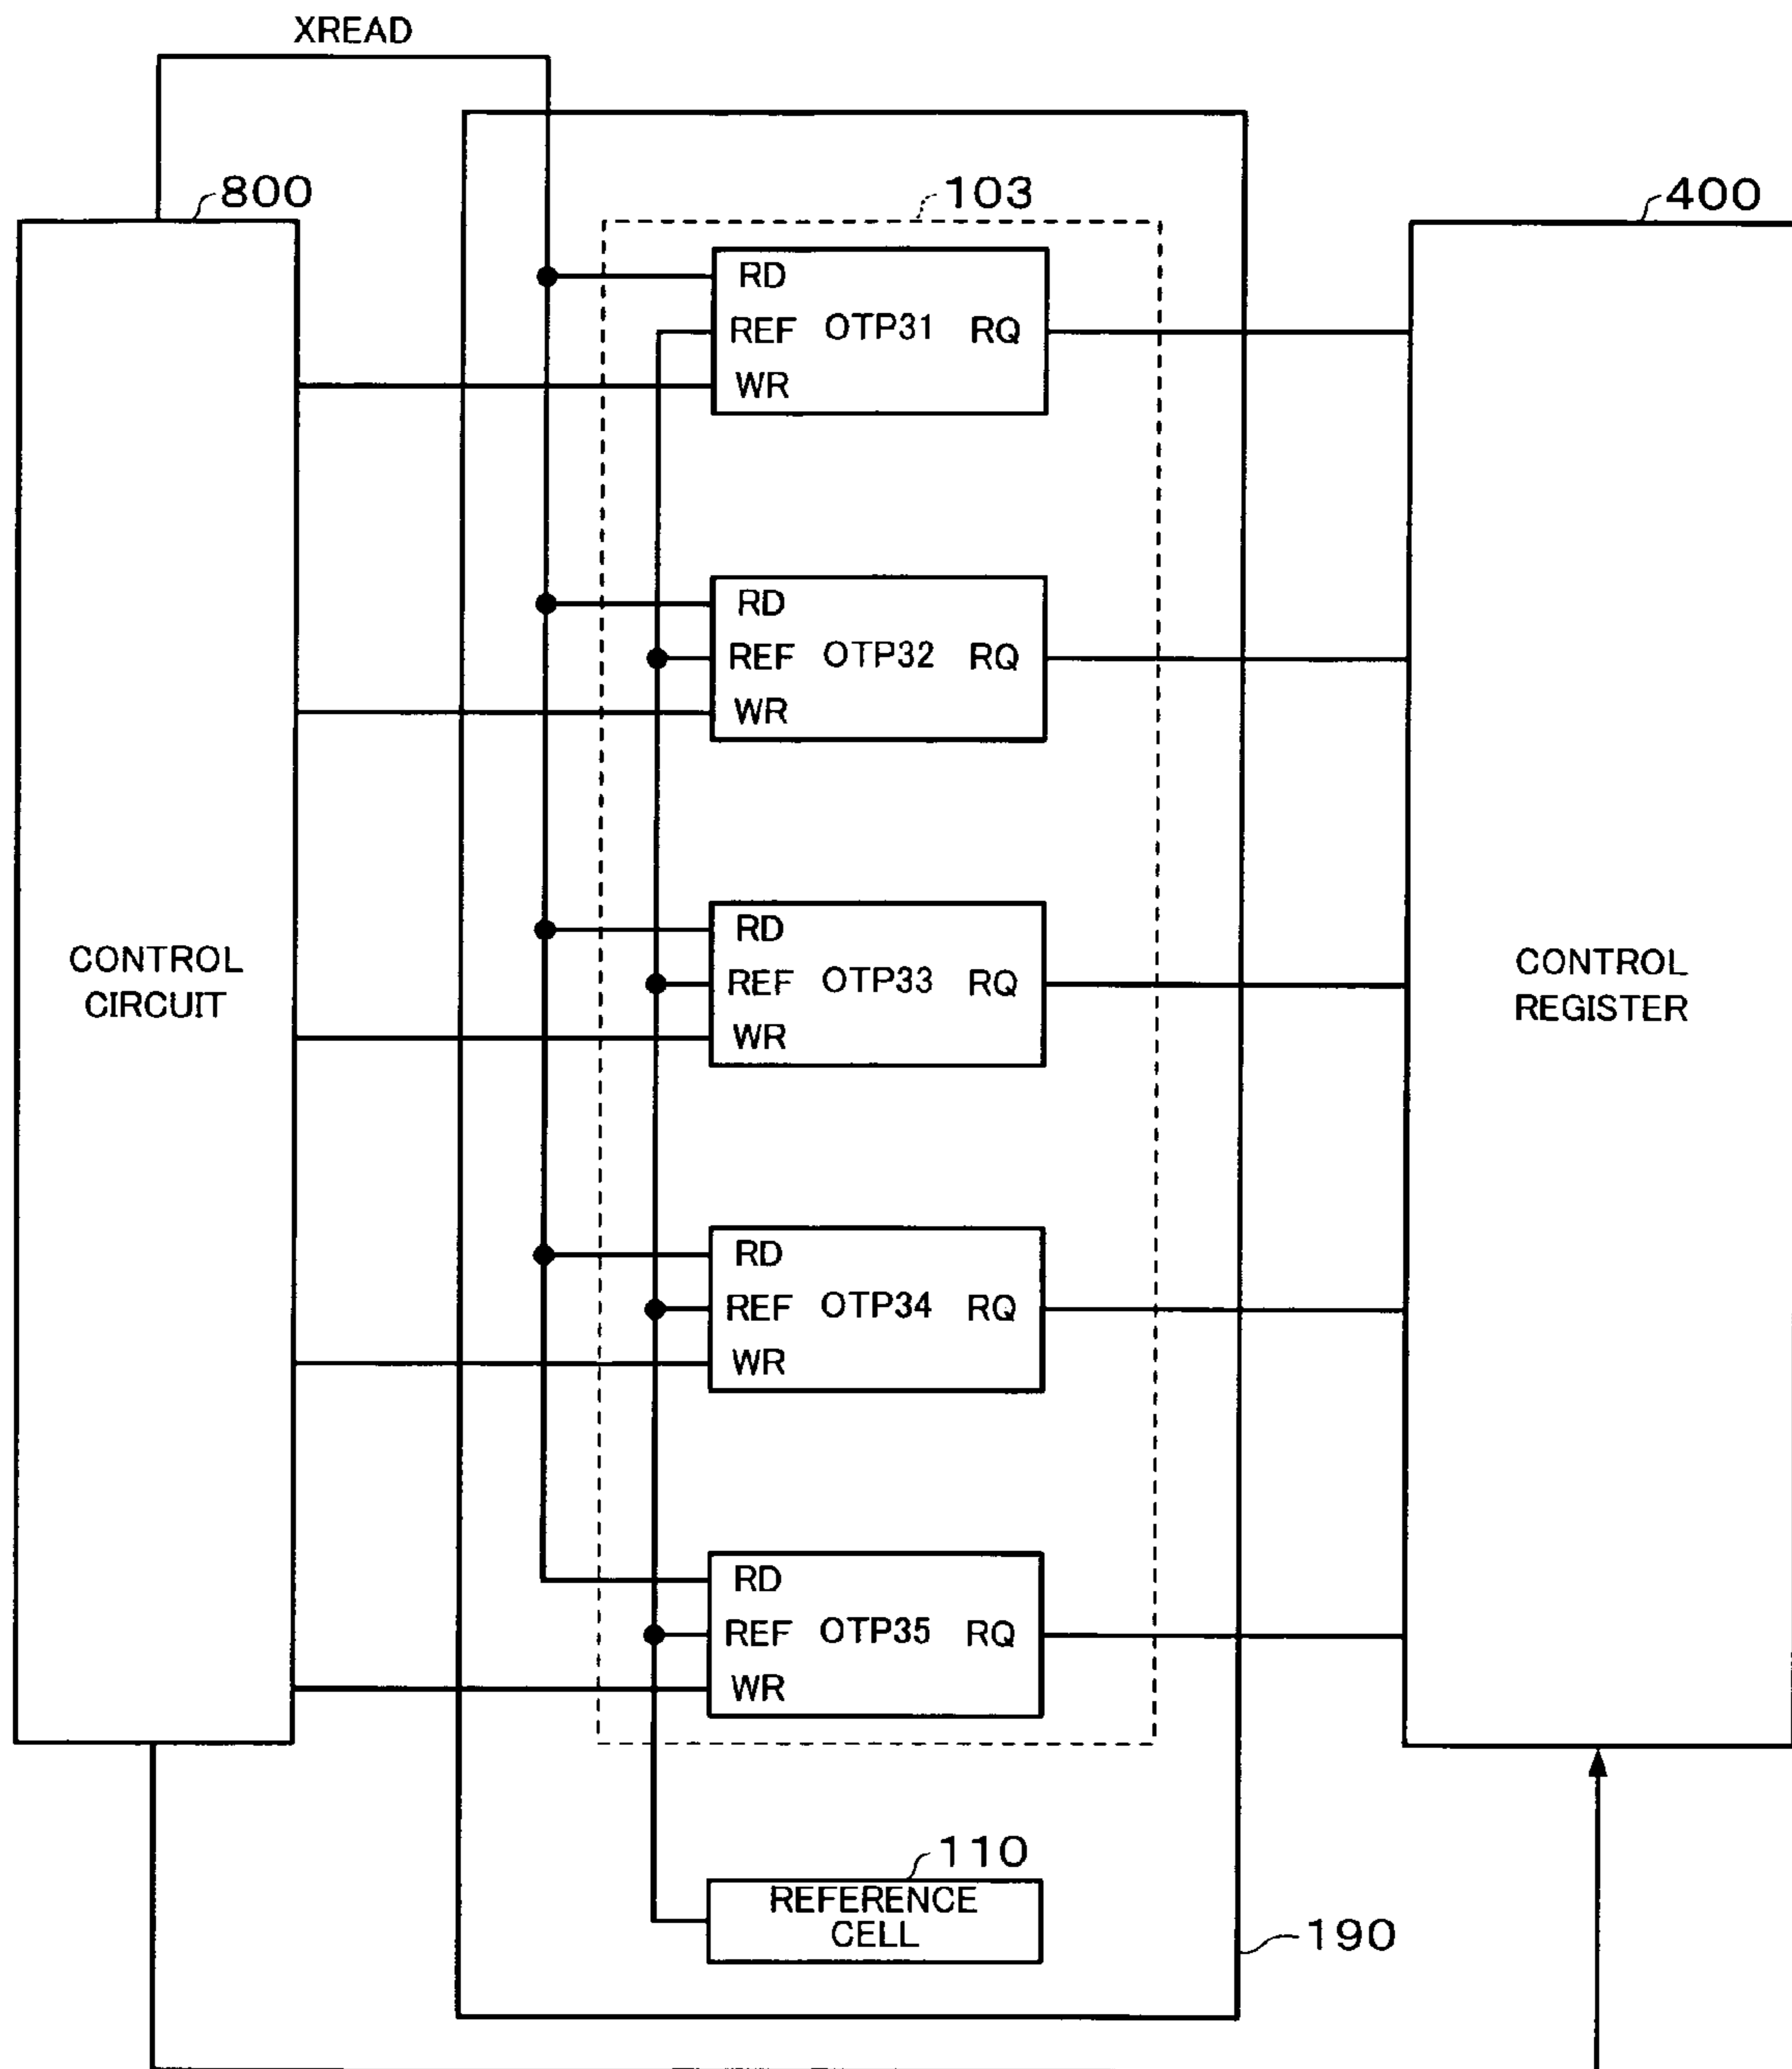 XREAD
800
103
400
RD
REF OTP31 RQ
WR
RD
REF OTP32 RQ
WR
CONTROL
CIRCUIT
RD
REF OTP33 RQ
WR
CONTROL
REGISTER
RD
REF OTP34 RQ
WR
RD
REF OTP35 RQ
WR
110
REFERENCE
CELL
190